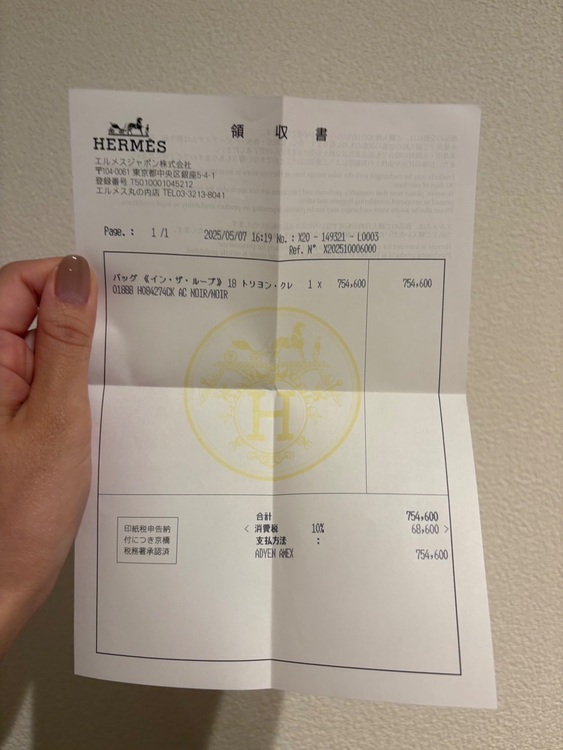 HERMÈS
領収書
エルメスジャポン株式会社
〒104-0061 東京都中央区銀座5-4-1
登録番号 T5010001045212
エルメス丸の内店 TEL03-3213-8041
Page. : 1 /1 2025/05/07 16:19 No. : X20 - 149321 - L0003
Ref. N° X202510006000
バッグ 《イン・ザ・ループ》 18 トリヨン・クレ 1 X 754,600 754,600
01BBB H084274CK AC NOIR/NOIR
H
合計 754,600
< 消費税 10% 68,600 >
支払方法 :
ADYEN AMEX 754,600
印紙税申告納
付につき京橋
税務署承認済